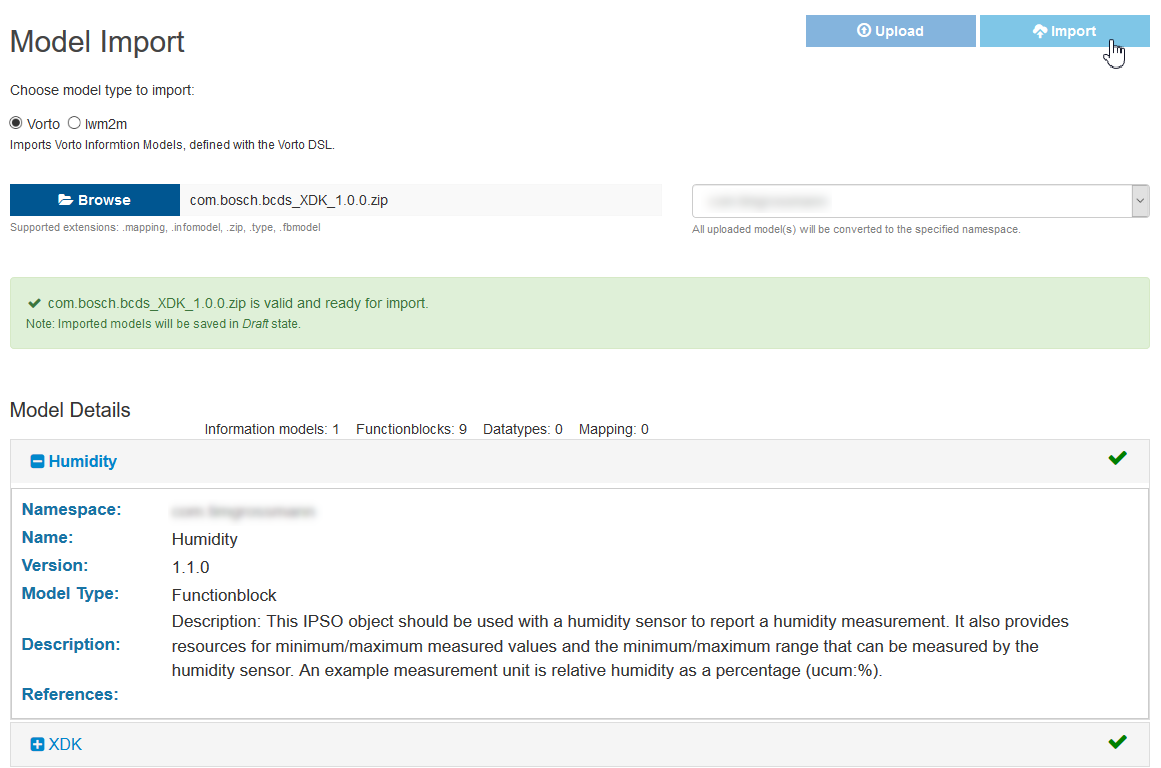 Model Import
Upload
Import
Choose model type to import:
Vorto lwm2m
Imports Vorto Informtion Models, defined with the Vorto DSL.
Browse com.bosch.bcds_XDK_1.0.0.zip
Supported extensions: .mapping, .infomodel, .zip, .type, .fbmodel
All uploaded model(s) will be converted to the specified namespace.
com.bosch.bcds_XDK_1.0.0.zip is valid and ready for import.
Note: Imported models will be saved in Draft state.
Model Details
Information models: 1 Functionblocks: 9 Datatypes: 0 Mapping: 0
Humidity
Namespace:
Name: Humidity
Version: 1.1.0
Model Type: Functionblock
Description: Description: This IPSO object should be used with a humidity sensor to report a humidity measurement. It also provides
resources for minimum/maximum measured values and the minimum/maximum range that can be measured by the
humidity sensor. An example measurement unit is relative humidity as a percentage (ucum:%).
References:
XDK